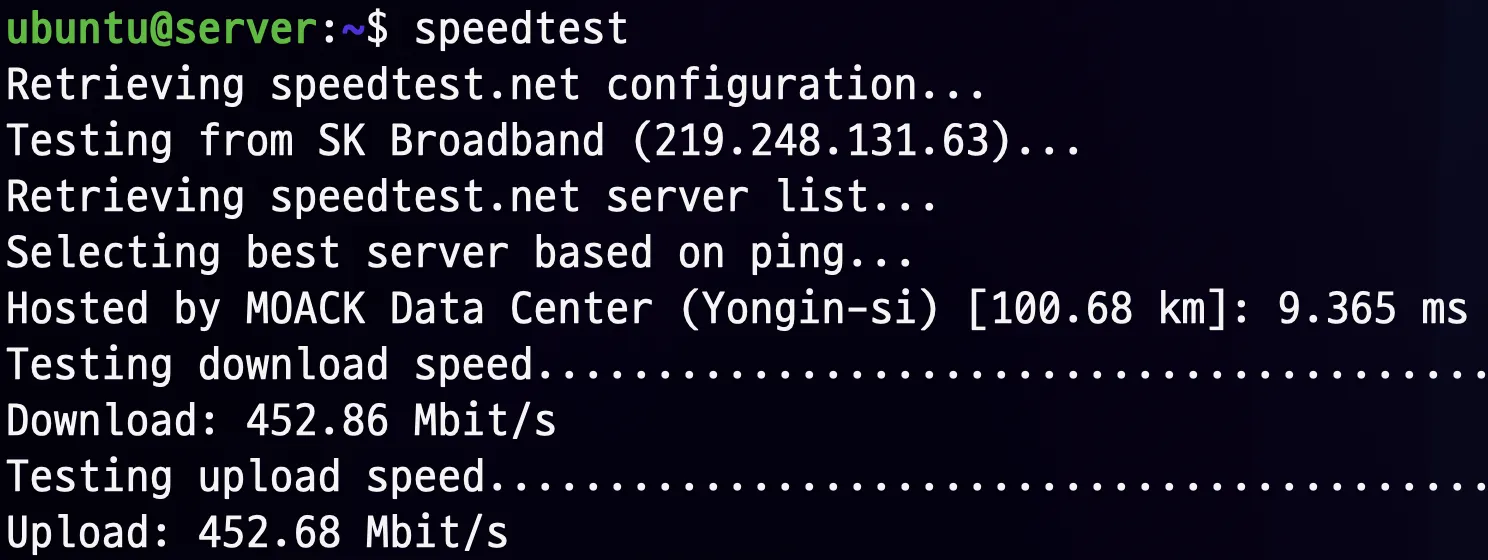 ubuntu@server:~$ speedtest
Retrieving speedtest.net configuration...
Testing from SK Broadband (219.248.131.63)...
Retrieving speedtest.net server list...
Selecting best server based on ping...
Hosted by MOACK Data Center (Yongin-si) [100.68 km]: 9.365 ms
Testing download speed........................................
Download: 452.86 Mbit/s
Testing upload speed..........................................
Upload: 452.68 Mbit/s